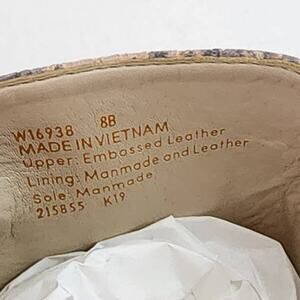 W16938 8B
MADE IN VIETNAM
Upper: Embossed Leather
Lining: Manmade and Leather
Sole: Manmade
215855 K19